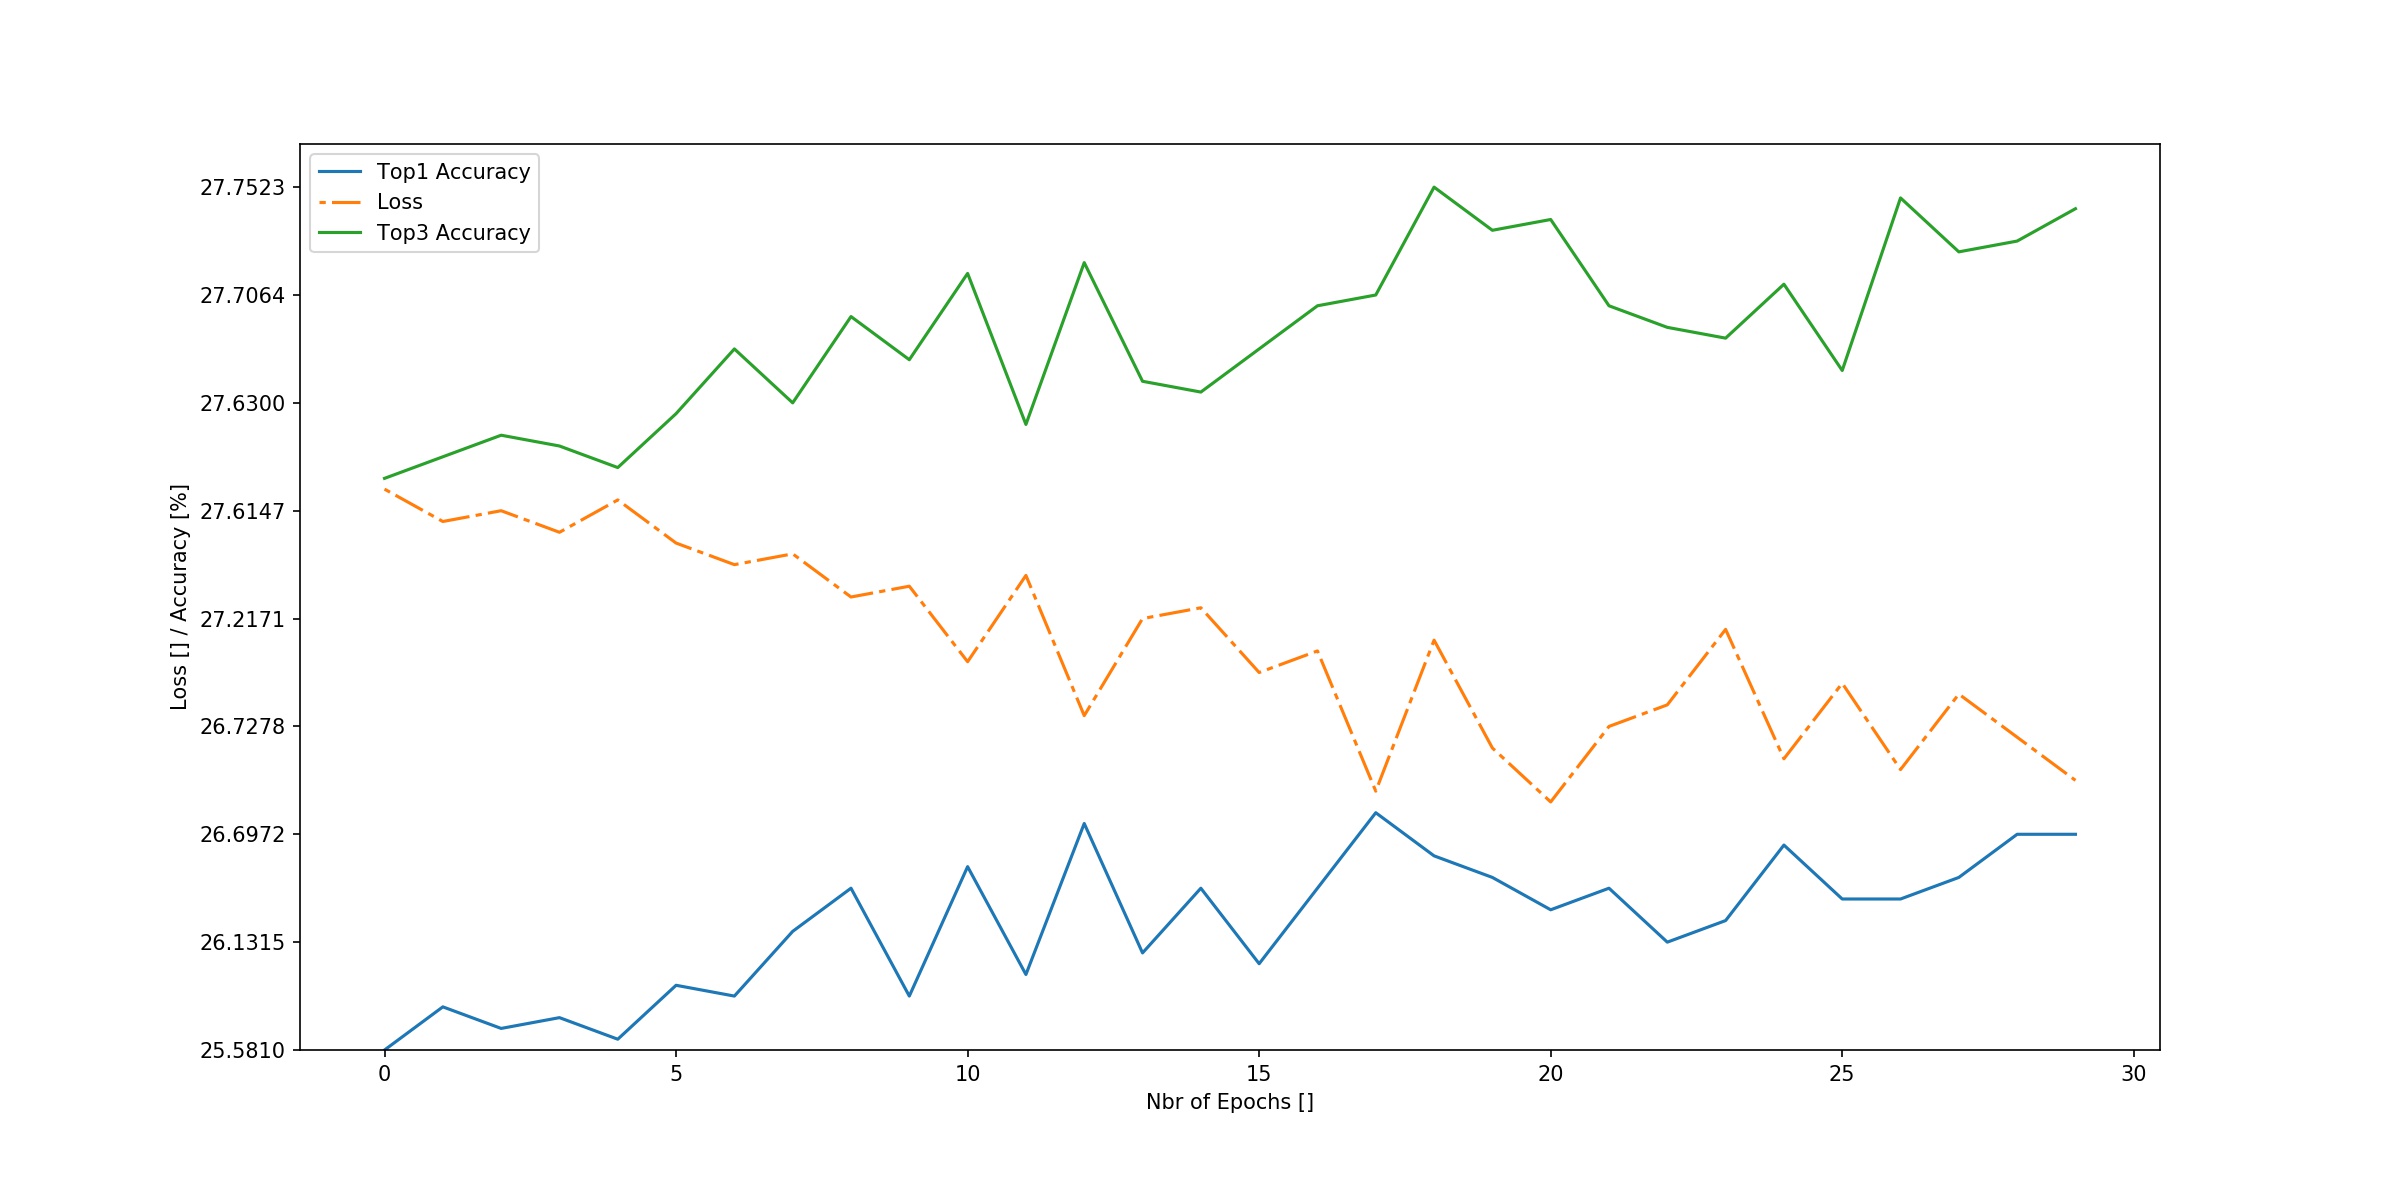 Top1 Accuracy
Loss
Top3 Accuracy
27.7523
27.7064
27.6300
27.6147
27.2171
26.7278
26.6972
26.1315
25.5810
Loss [] / Accuracy [%]
0 5 10 15 20 25 30
Nbr of Epochs []